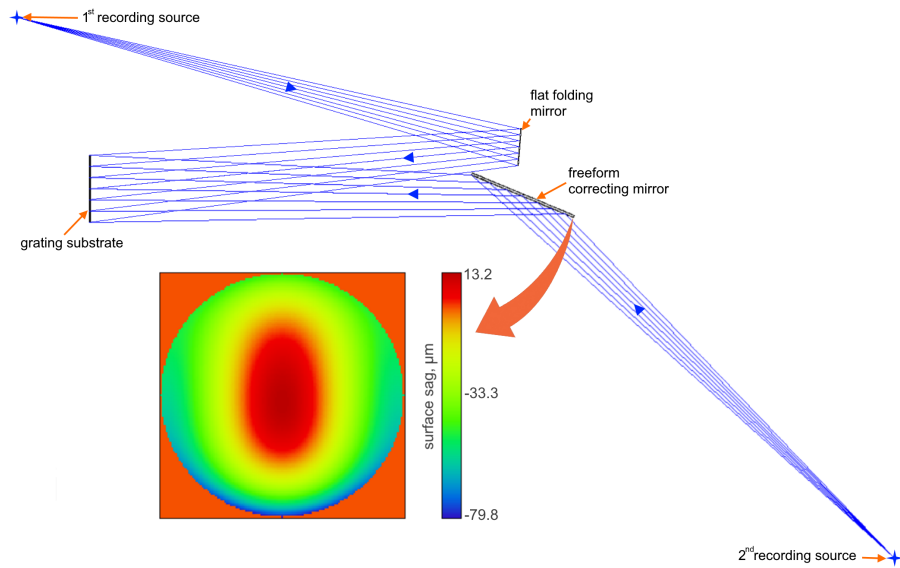 1st recording source
flat folding
mirror
freeform
correcting mirror
grating substrate
13.2
surface sag, μm
-33.3
-79.8
2nd recording source